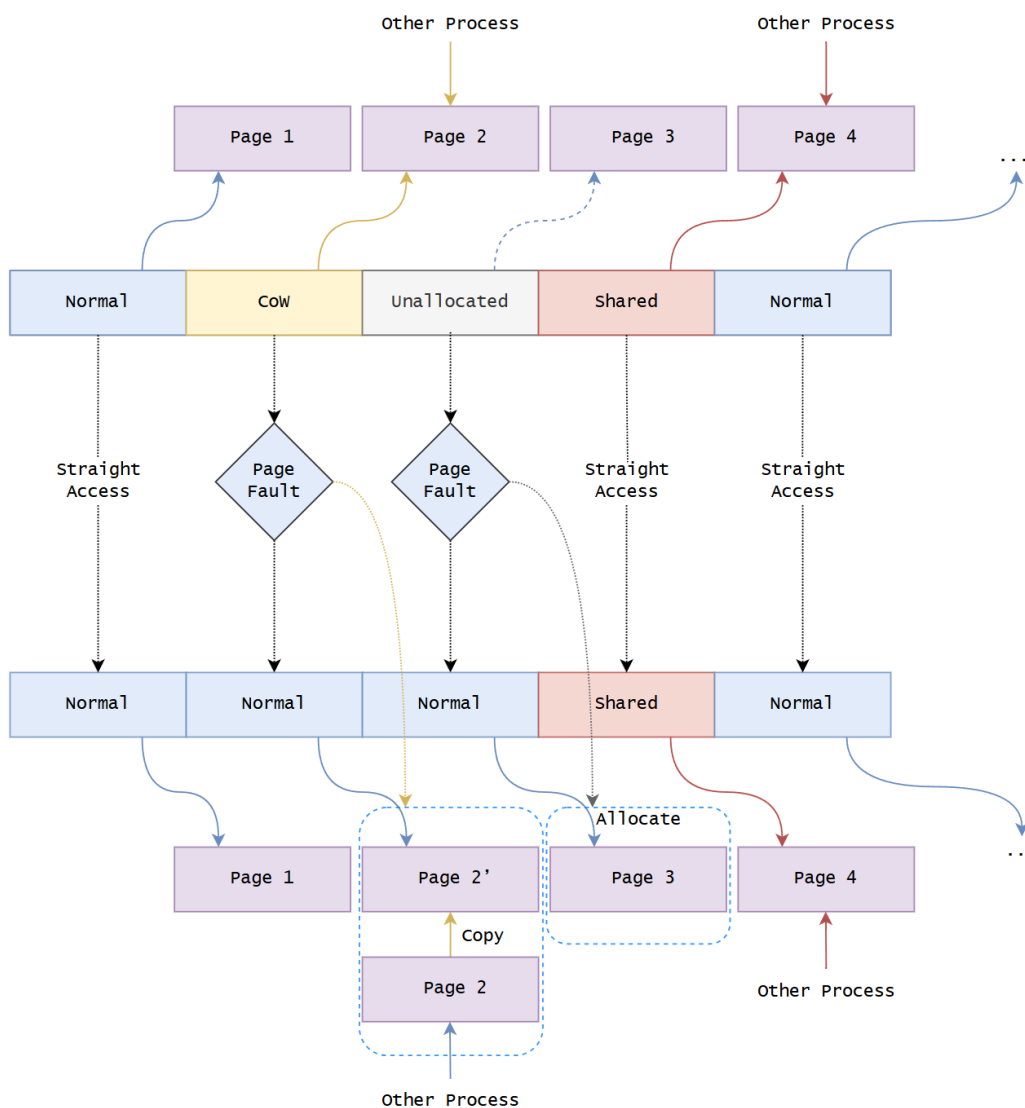 Other Process
Other Process
Page 1
Page 2
Page 3
Page 4
...
Normal
CoW
Unallocated
Shared
Normal
Straight
Access
Page
Fault
Page
Fault
Straight
Access
Straight
Access
Normal
Normal
Normal
Shared
Normal
Allocate
Page 1
Page 2’
Page 3
Page 4
..
Copy
Page 2
Other Process
Other Process